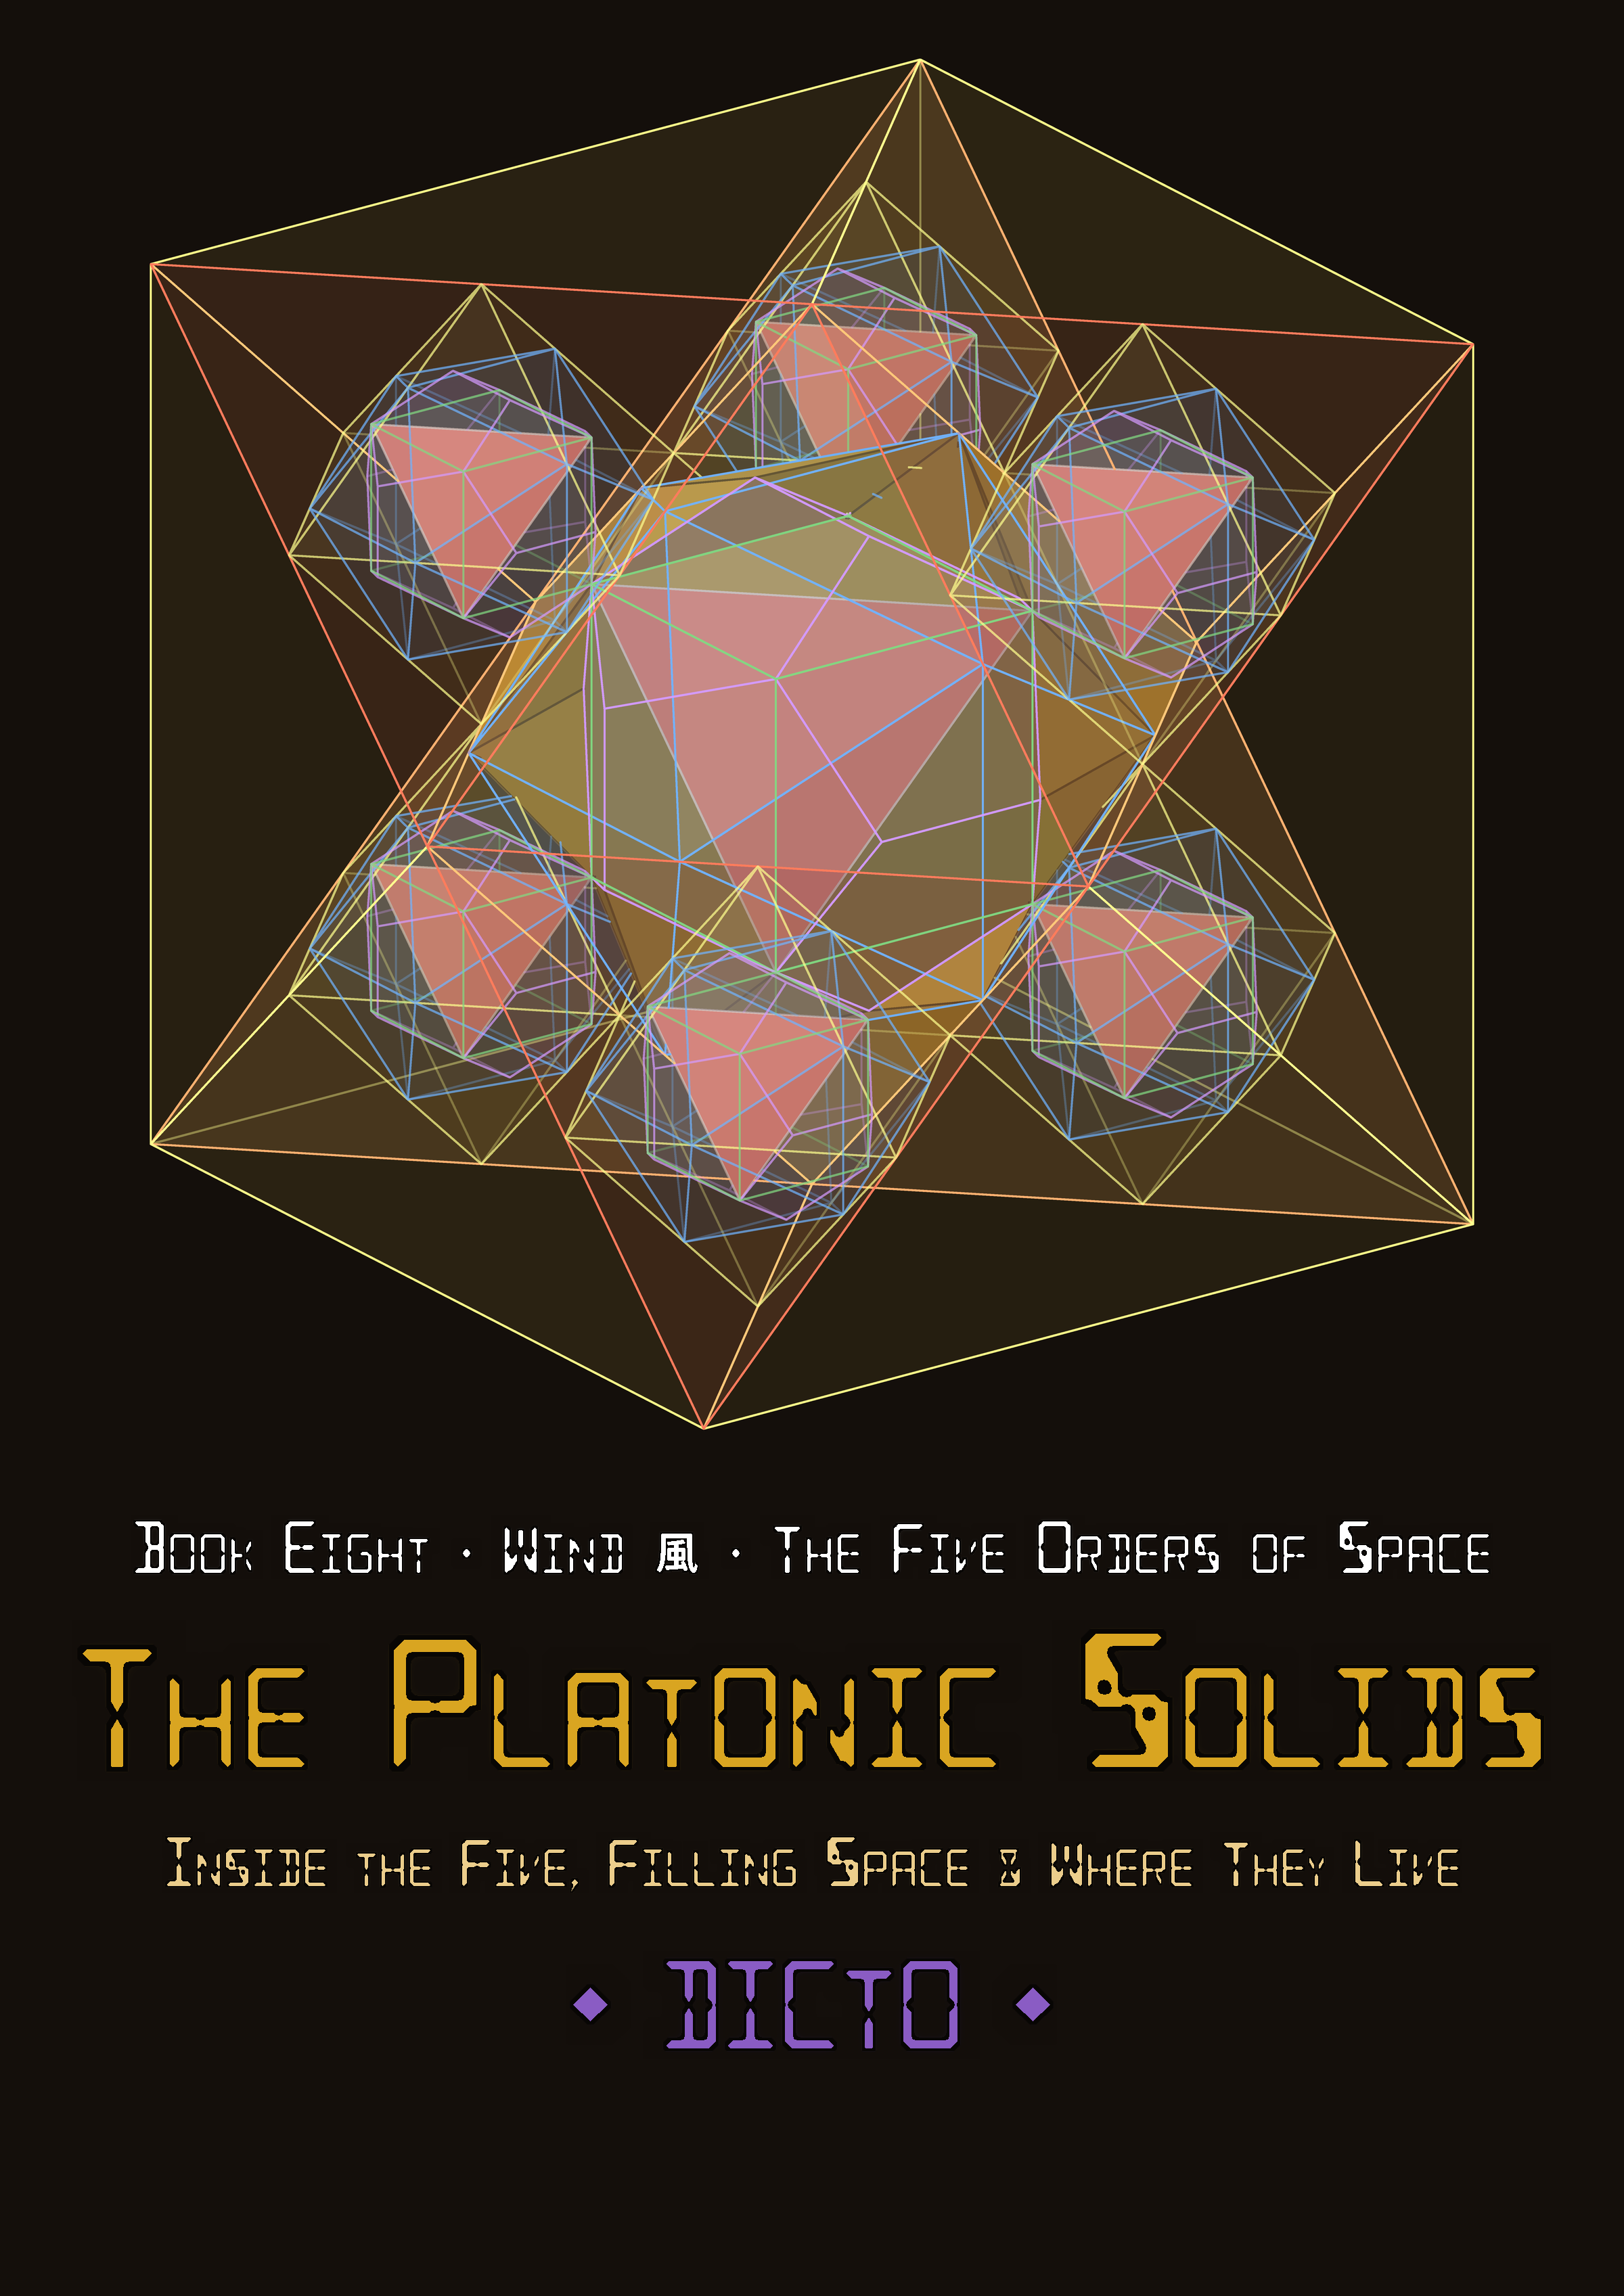 Book Eight · Wind 風 · The Five Orders of Space
The Platonic Solids
Inside the Five, Filling Space & Where They Live
◆ DICTO ◆